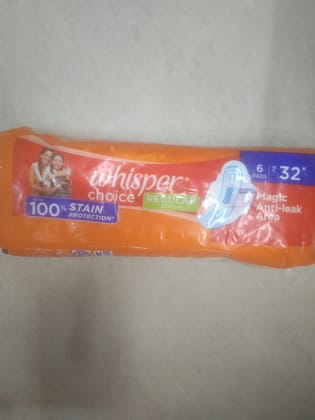 whisper
choice
REGULAR
100% STAIN
PROTECTION*
6
PADS
₹ 32*
Magic
Anti-leak
Area